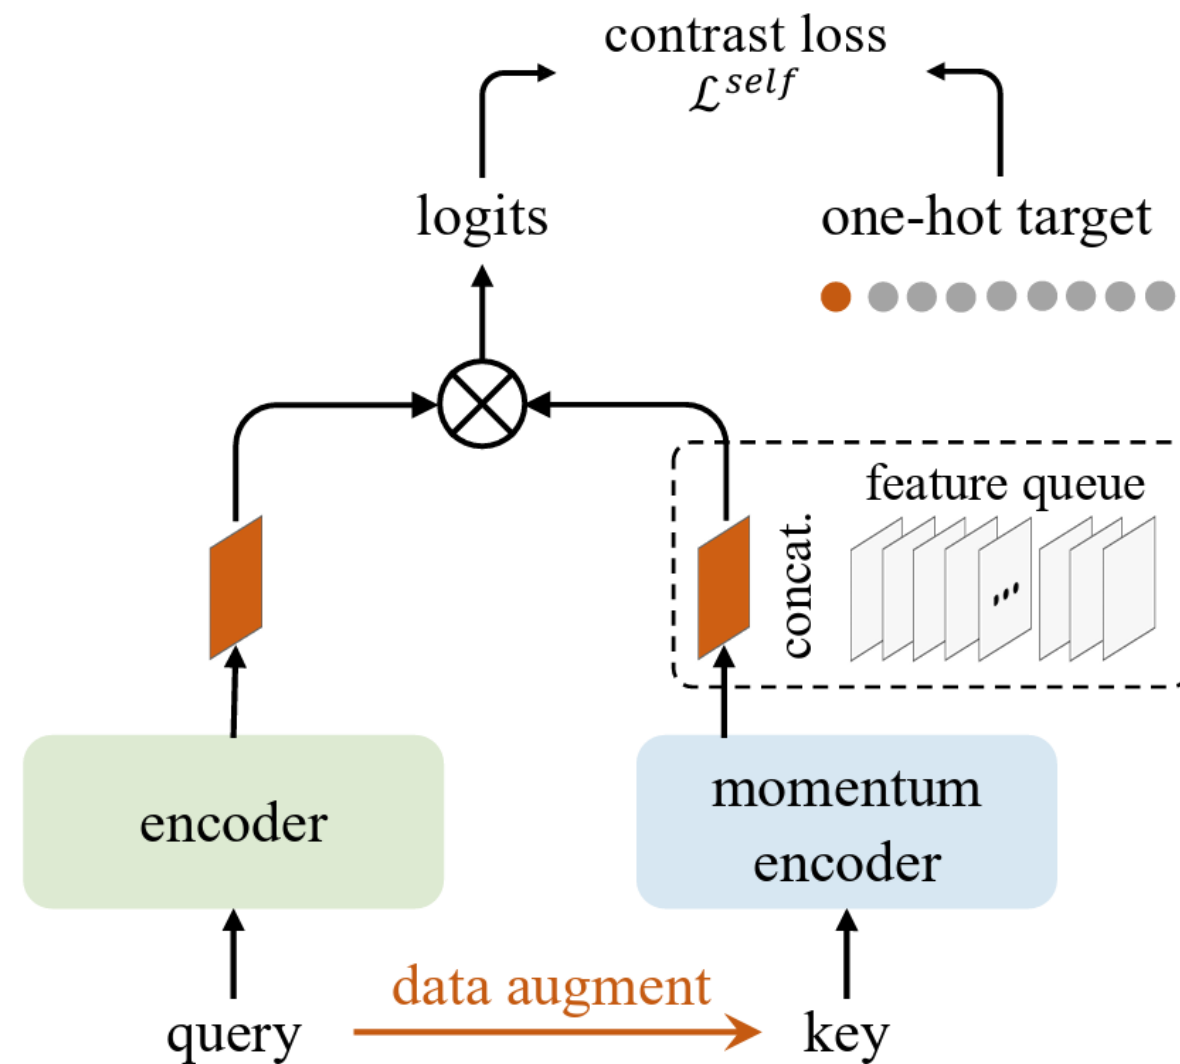 contrast loss
ℒ^self
logits
one-hot target
feature queue
concat.
...
encoder
momentum
encoder
data augment
query
key